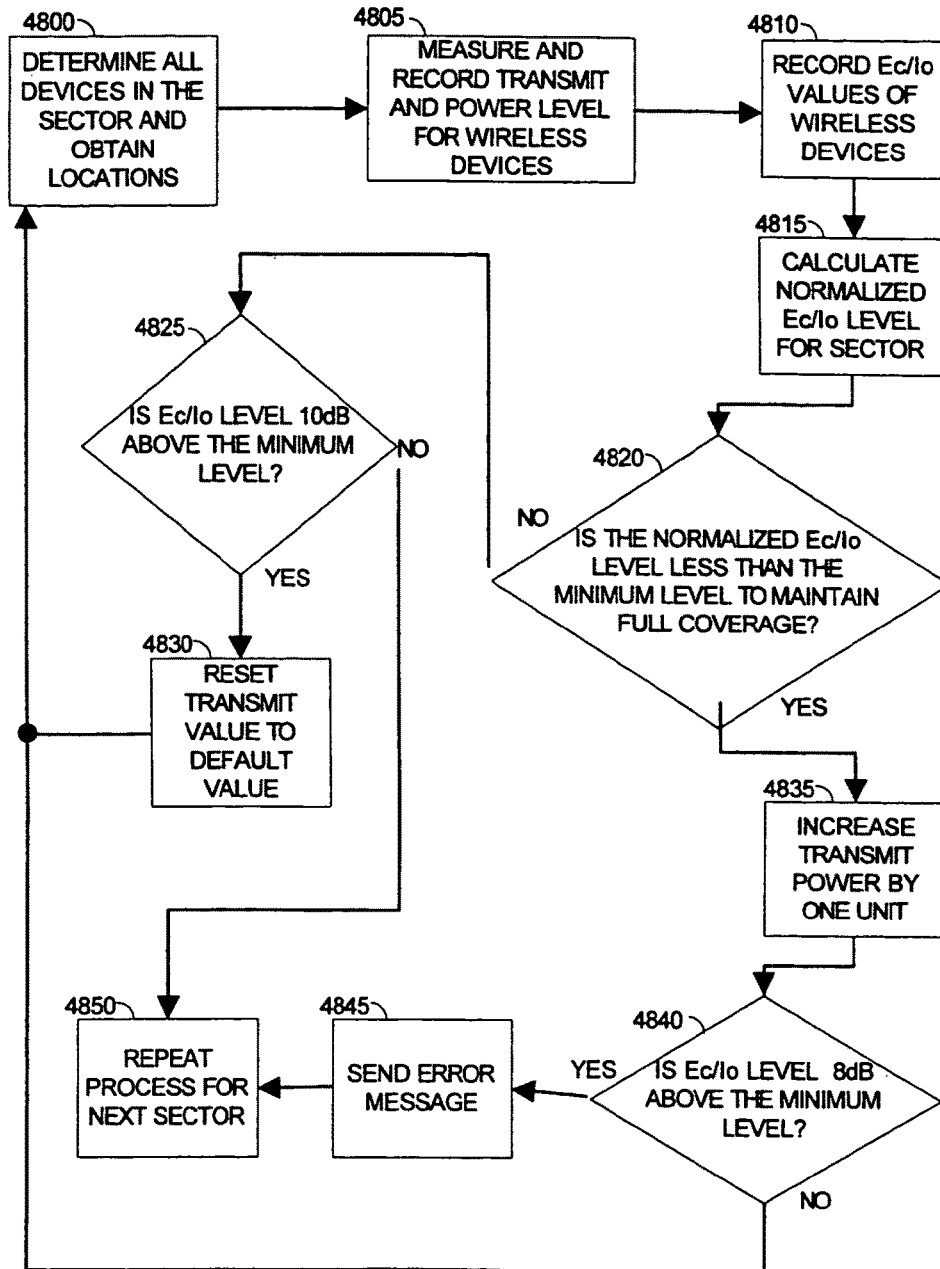 4800
DETERMINE ALL
DEVICES IN THE
SECTOR AND
OBTAIN
LOCATIONS
4805
MEASURE AND
RECORD TRANSMIT
AND POWER LEVEL
FOR WIRELESS
DEVICES
4810
RECORD Ec/Io
VALUES OF
WIRELESS
DEVICES
4815
CALCULATE
NORMALIZED
Ec/Io LEVEL
FOR SECTOR
4820
IS THE NORMALIZED Ec/Io
LEVEL LESS THAN THE
MINIMUM LEVEL TO MAINTAIN
FULL COVERAGE?
NO
YES
4825
IS Ec/Io LEVEL 10dB
ABOVE THE MINIMUM
LEVEL?
NO
YES
4830
RESET
TRANSMIT
VALUE TO
DEFAULT
VALUE
4835
INCREASE
TRANSMIT
POWER BY
ONE UNIT
4840
IS Ec/Io LEVEL 8dB
ABOVE THE MINIMUM
LEVEL?
YES
NO
4845
SEND ERROR
MESSAGE
4850
REPEAT
PROCESS FOR
NEXT SECTOR